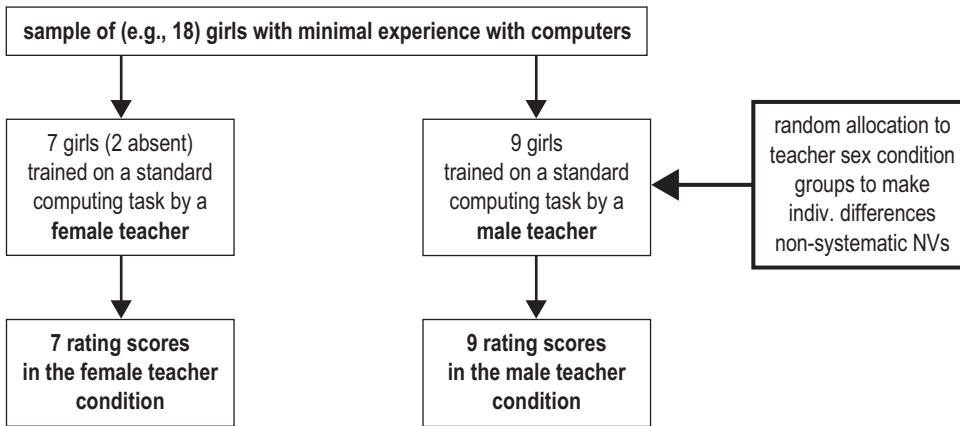 sample of (e.g., 18) girls with minimal experience with computers
7 girls (2 absent)
trained on a standard
computing task by a
female teacher
9 girls
trained on a standard
computing task by a
male teacher
random allocation to
teacher sex condition
groups to make
indiv. differences
non-systematic NVs
7 rating scores
in the female teacher
condition
9 rating scores
in the male teacher
condition